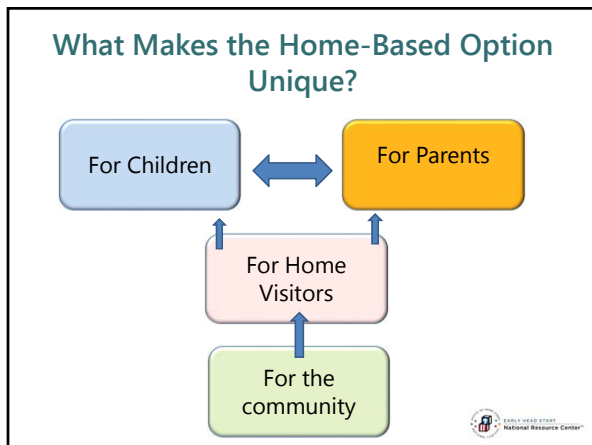 What Makes the Home-Based Option
Unique?
For Children
For Parents
For Home
Visitors
For the
community
EARLY HEAD START
National Resource Center